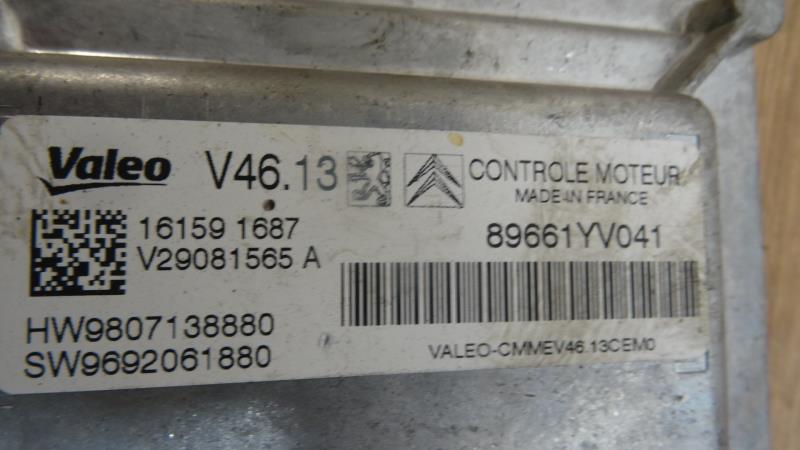 Valeo V46.13 CONTROLE MOTEUR
MADE IN FRANCE
16159 1687
V29081565 A
89661YV041
HW9807138880
SW9692061880
VALEO-CMMEV46.13CEM0